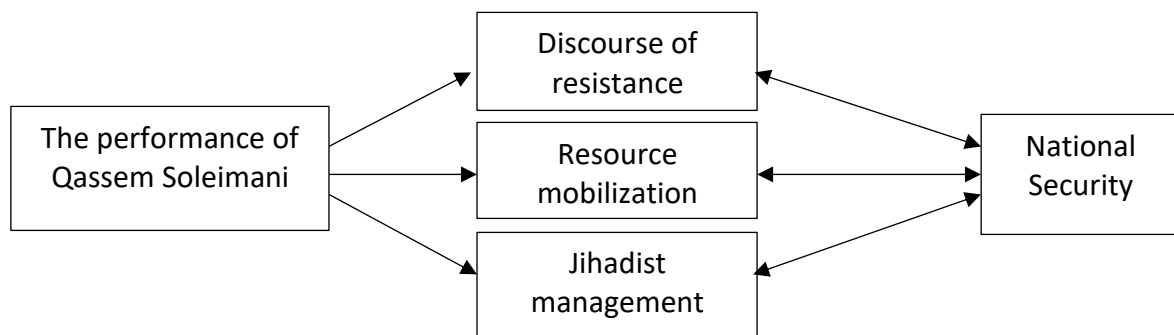 The performance of
Qassem Soleimani
Discourse of
resistance
Resource
mobilization
Jihadist
management
National
Security